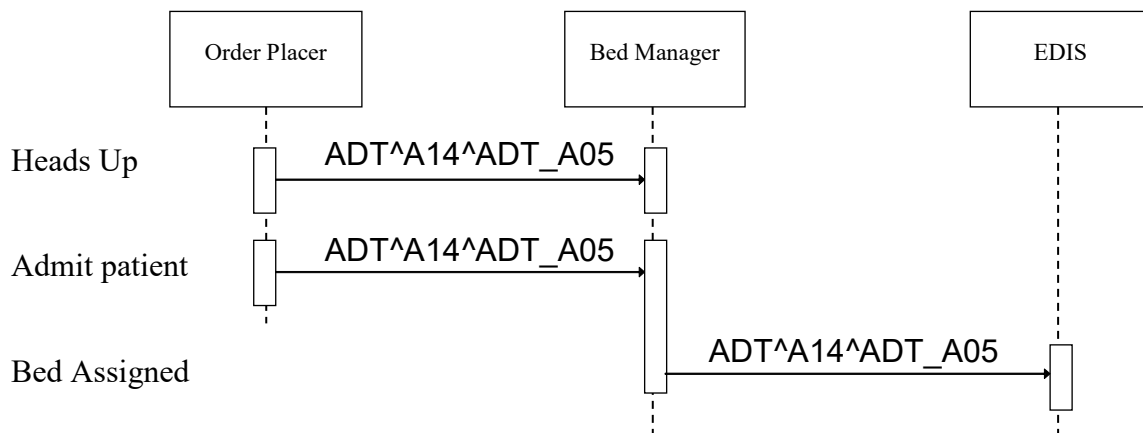 Order Placer
Bed Manager
EDIS
Heads Up
ADT^A14^ADT_A05
Admit patient
ADT^A14^ADT_A05
Bed Assigned
ADT^A14^ADT_A05